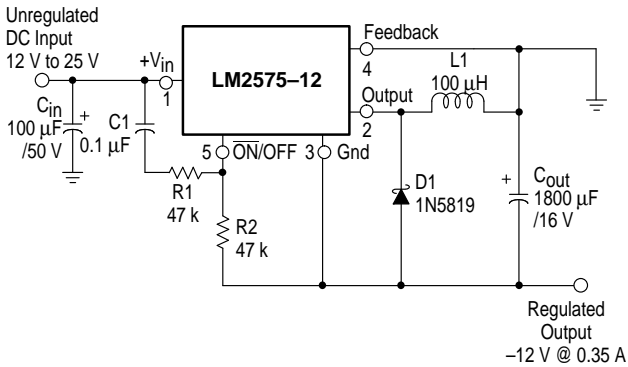 Unregulated
DC Input
12 V to 25 V
+Vin
1
LM2575–12
Feedback
4
Output
2
L1
100 μH
Cin
100 μF
/50 V
+
C1
0.1 μF
5
ON/OFF
3
Gnd
R1
47 k
R2
47 k
D1
1N5819
+
Cout
1800 μF
/16 V
Regulated
Output
–12 V @ 0.35 A